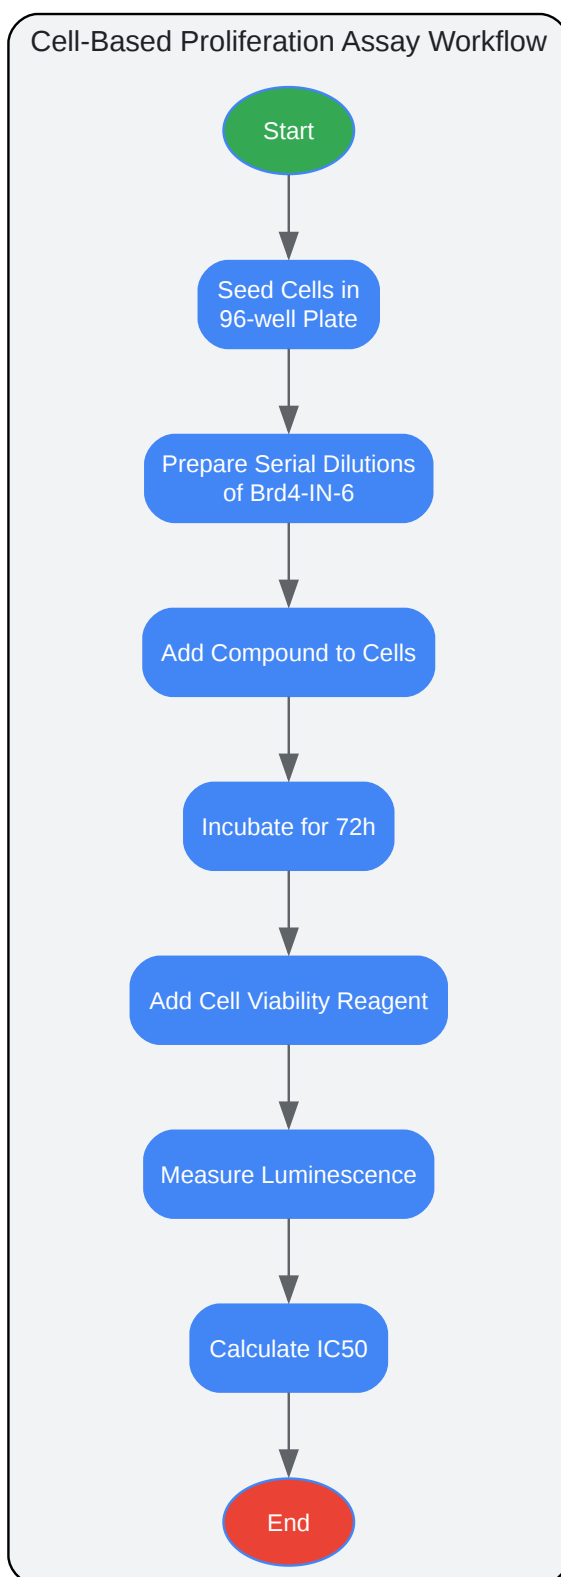 Cell-Based Proliferation Assay Workflow
Start
Seed Cells in
96-well Plate
Prepare Serial Dilutions
of Brd4-IN-6
Add Compound to Cells
Incubate for 72h
Add Cell Viability Reagent
Measure Luminescence
Calculate IC50
End